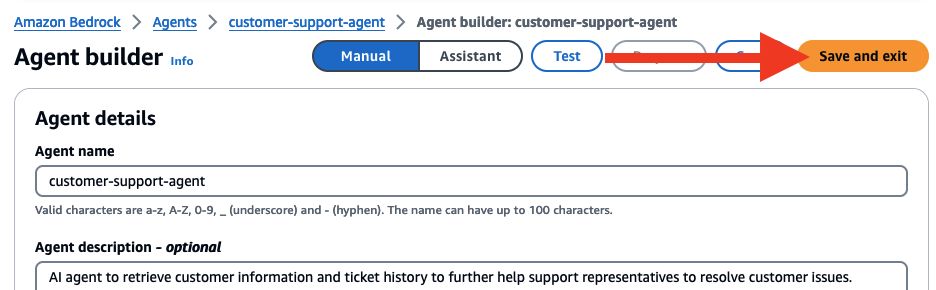 Amazon Bedrock > Agents > customer-support-agent > Agent builder: customer-support-agent
Agent builder Info Manual Assistant Test Save and exit
Agent details
Agent name
customer-support-agent
Valid characters are a-z, A-Z, 0-9, _ (underscore) and - (hyphen). The name can have up to 100 characters.
Agent description - optional
AI agent to retrieve customer information and ticket history to further help support representatives to resolve customer issues.